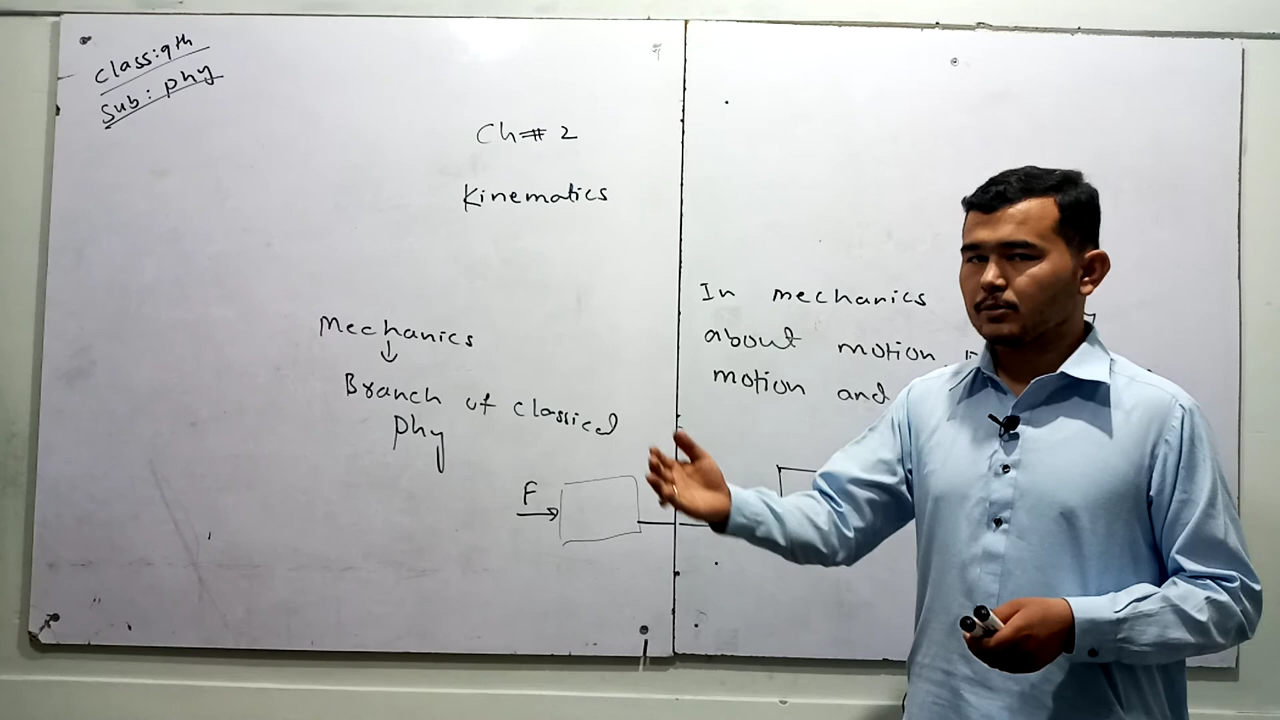 Class: 9th
Sub: phy
Ch # 2
Kinematics
Mechanics
Branch of classical
phy
F
In mechanics
about motion
motion and